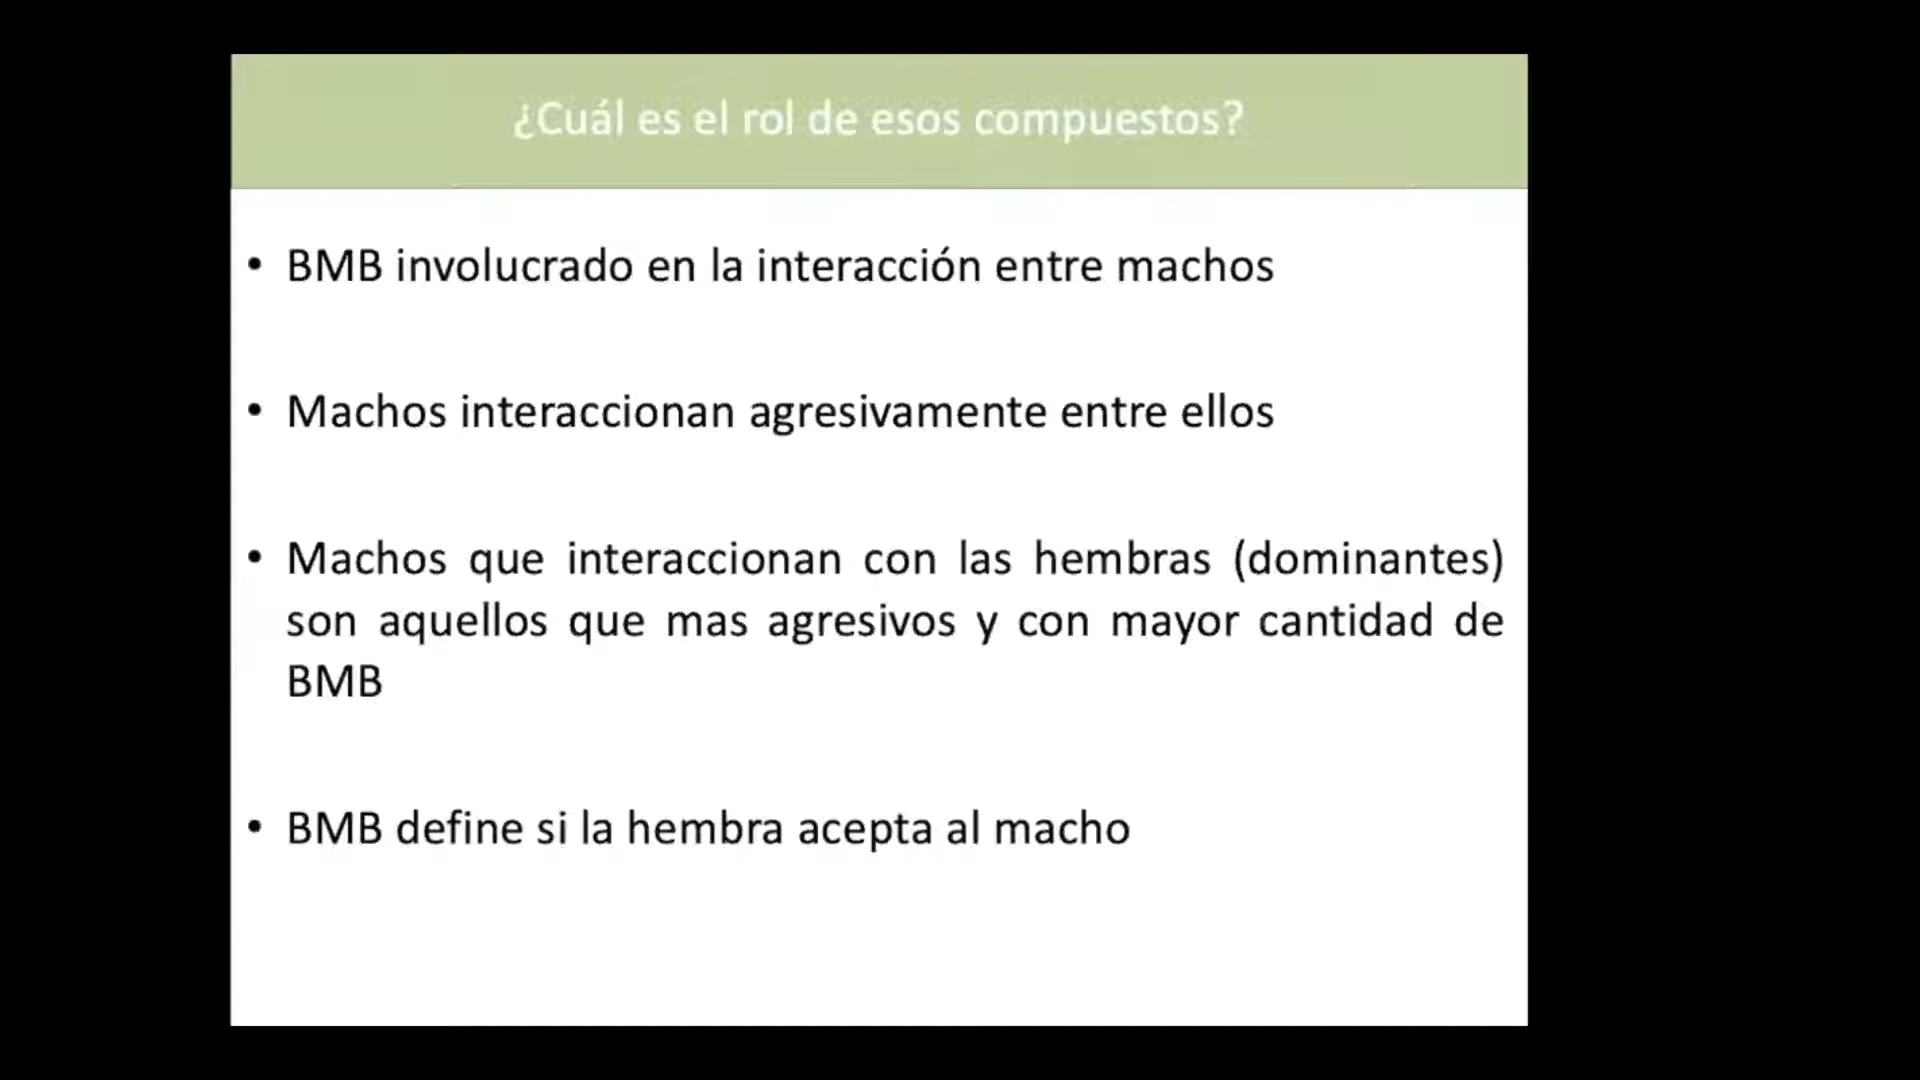 ¿Cuál es el rol de esos compuestos?
• BMB involucrado en la interacción entre machos
• Machos interaccionan agresivamente entre ellos
• Machos que interaccionan con las hembras (dominantes)
son aquellos que mas agresivos y con mayor cantidad de
BMB
• BMB define si la hembra acepta al macho